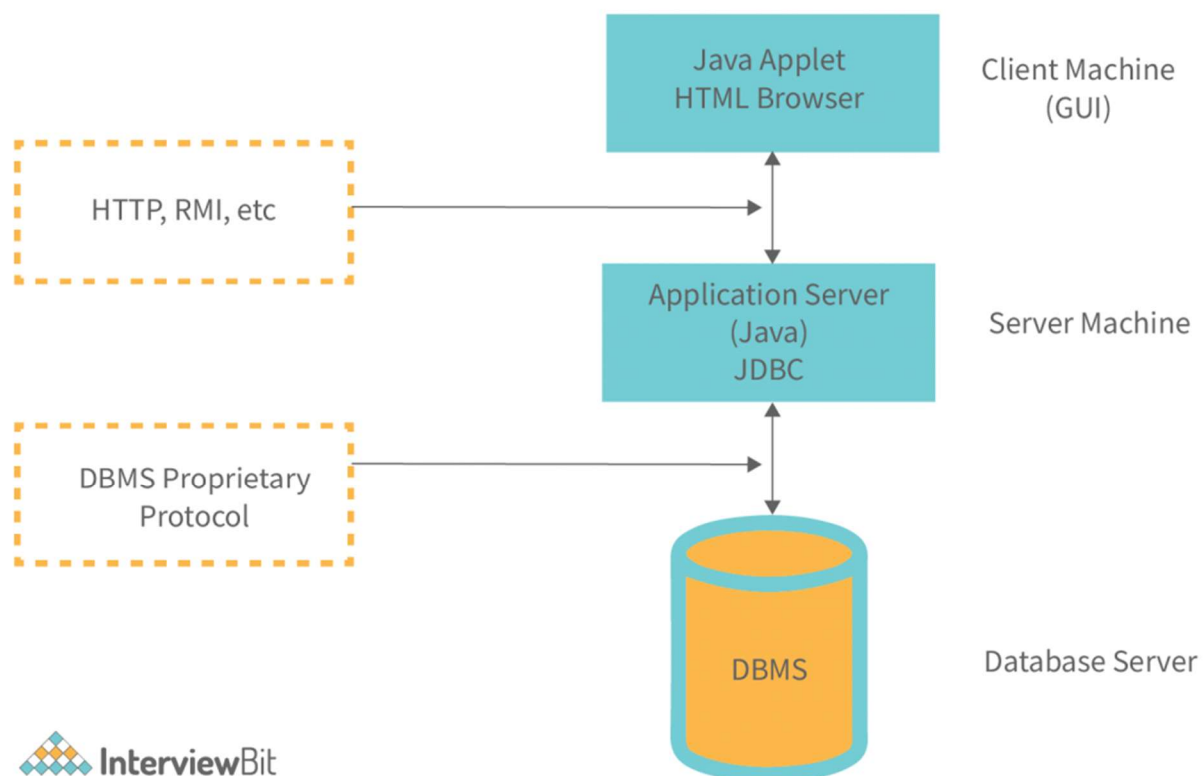 Java Applet
HTML Browser
Client Machine
(GUI)
HTTP, RMI, etc
Application Server
(Java)
JDBC
Server Machine
DBMS Proprietary
Protocol
DBMS
Database Server
InterviewBit